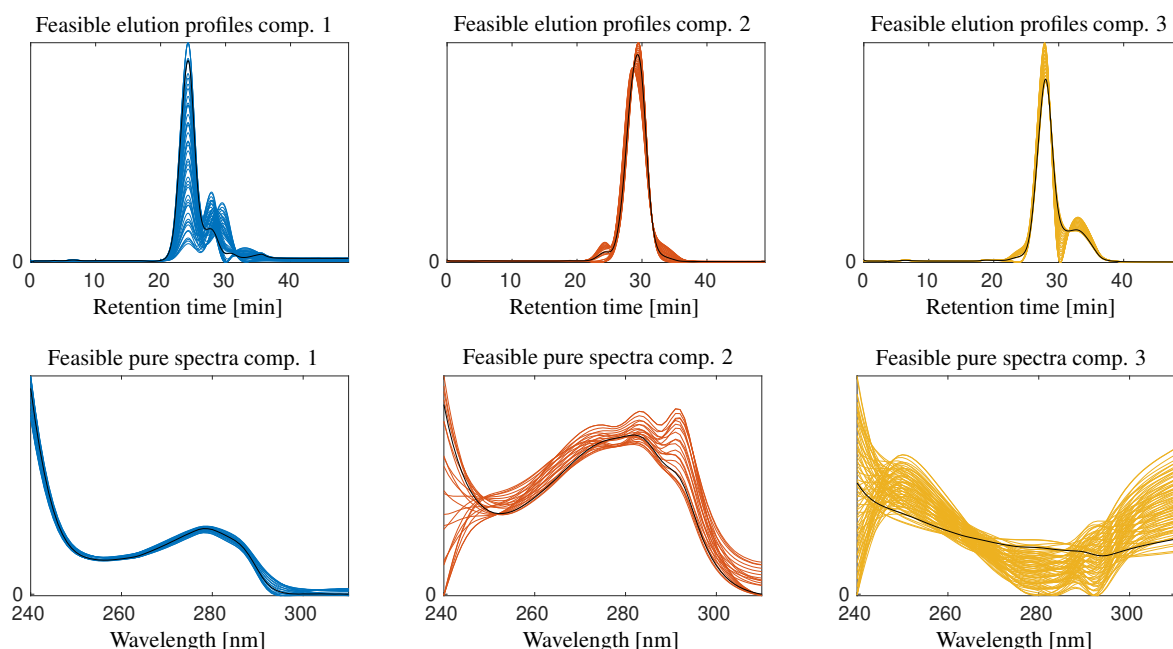 Feasible elution profiles comp. 1 Feasible elution profiles comp. 2 Feasible elution profiles comp. 3
0 0 0
0 10 20 30 40 0 10 20 30 40 0 10 20 30 40
Retention time [min] Retention time [min] Retention time [min]
Feasible pure spectra comp. 1 Feasible pure spectra comp. 2 Feasible pure spectra comp. 3
0 0 0
240 260 280 300 240 260 280 300 240 260 280 300
Wavelength [nm] Wavelength [nm] Wavelength [nm]